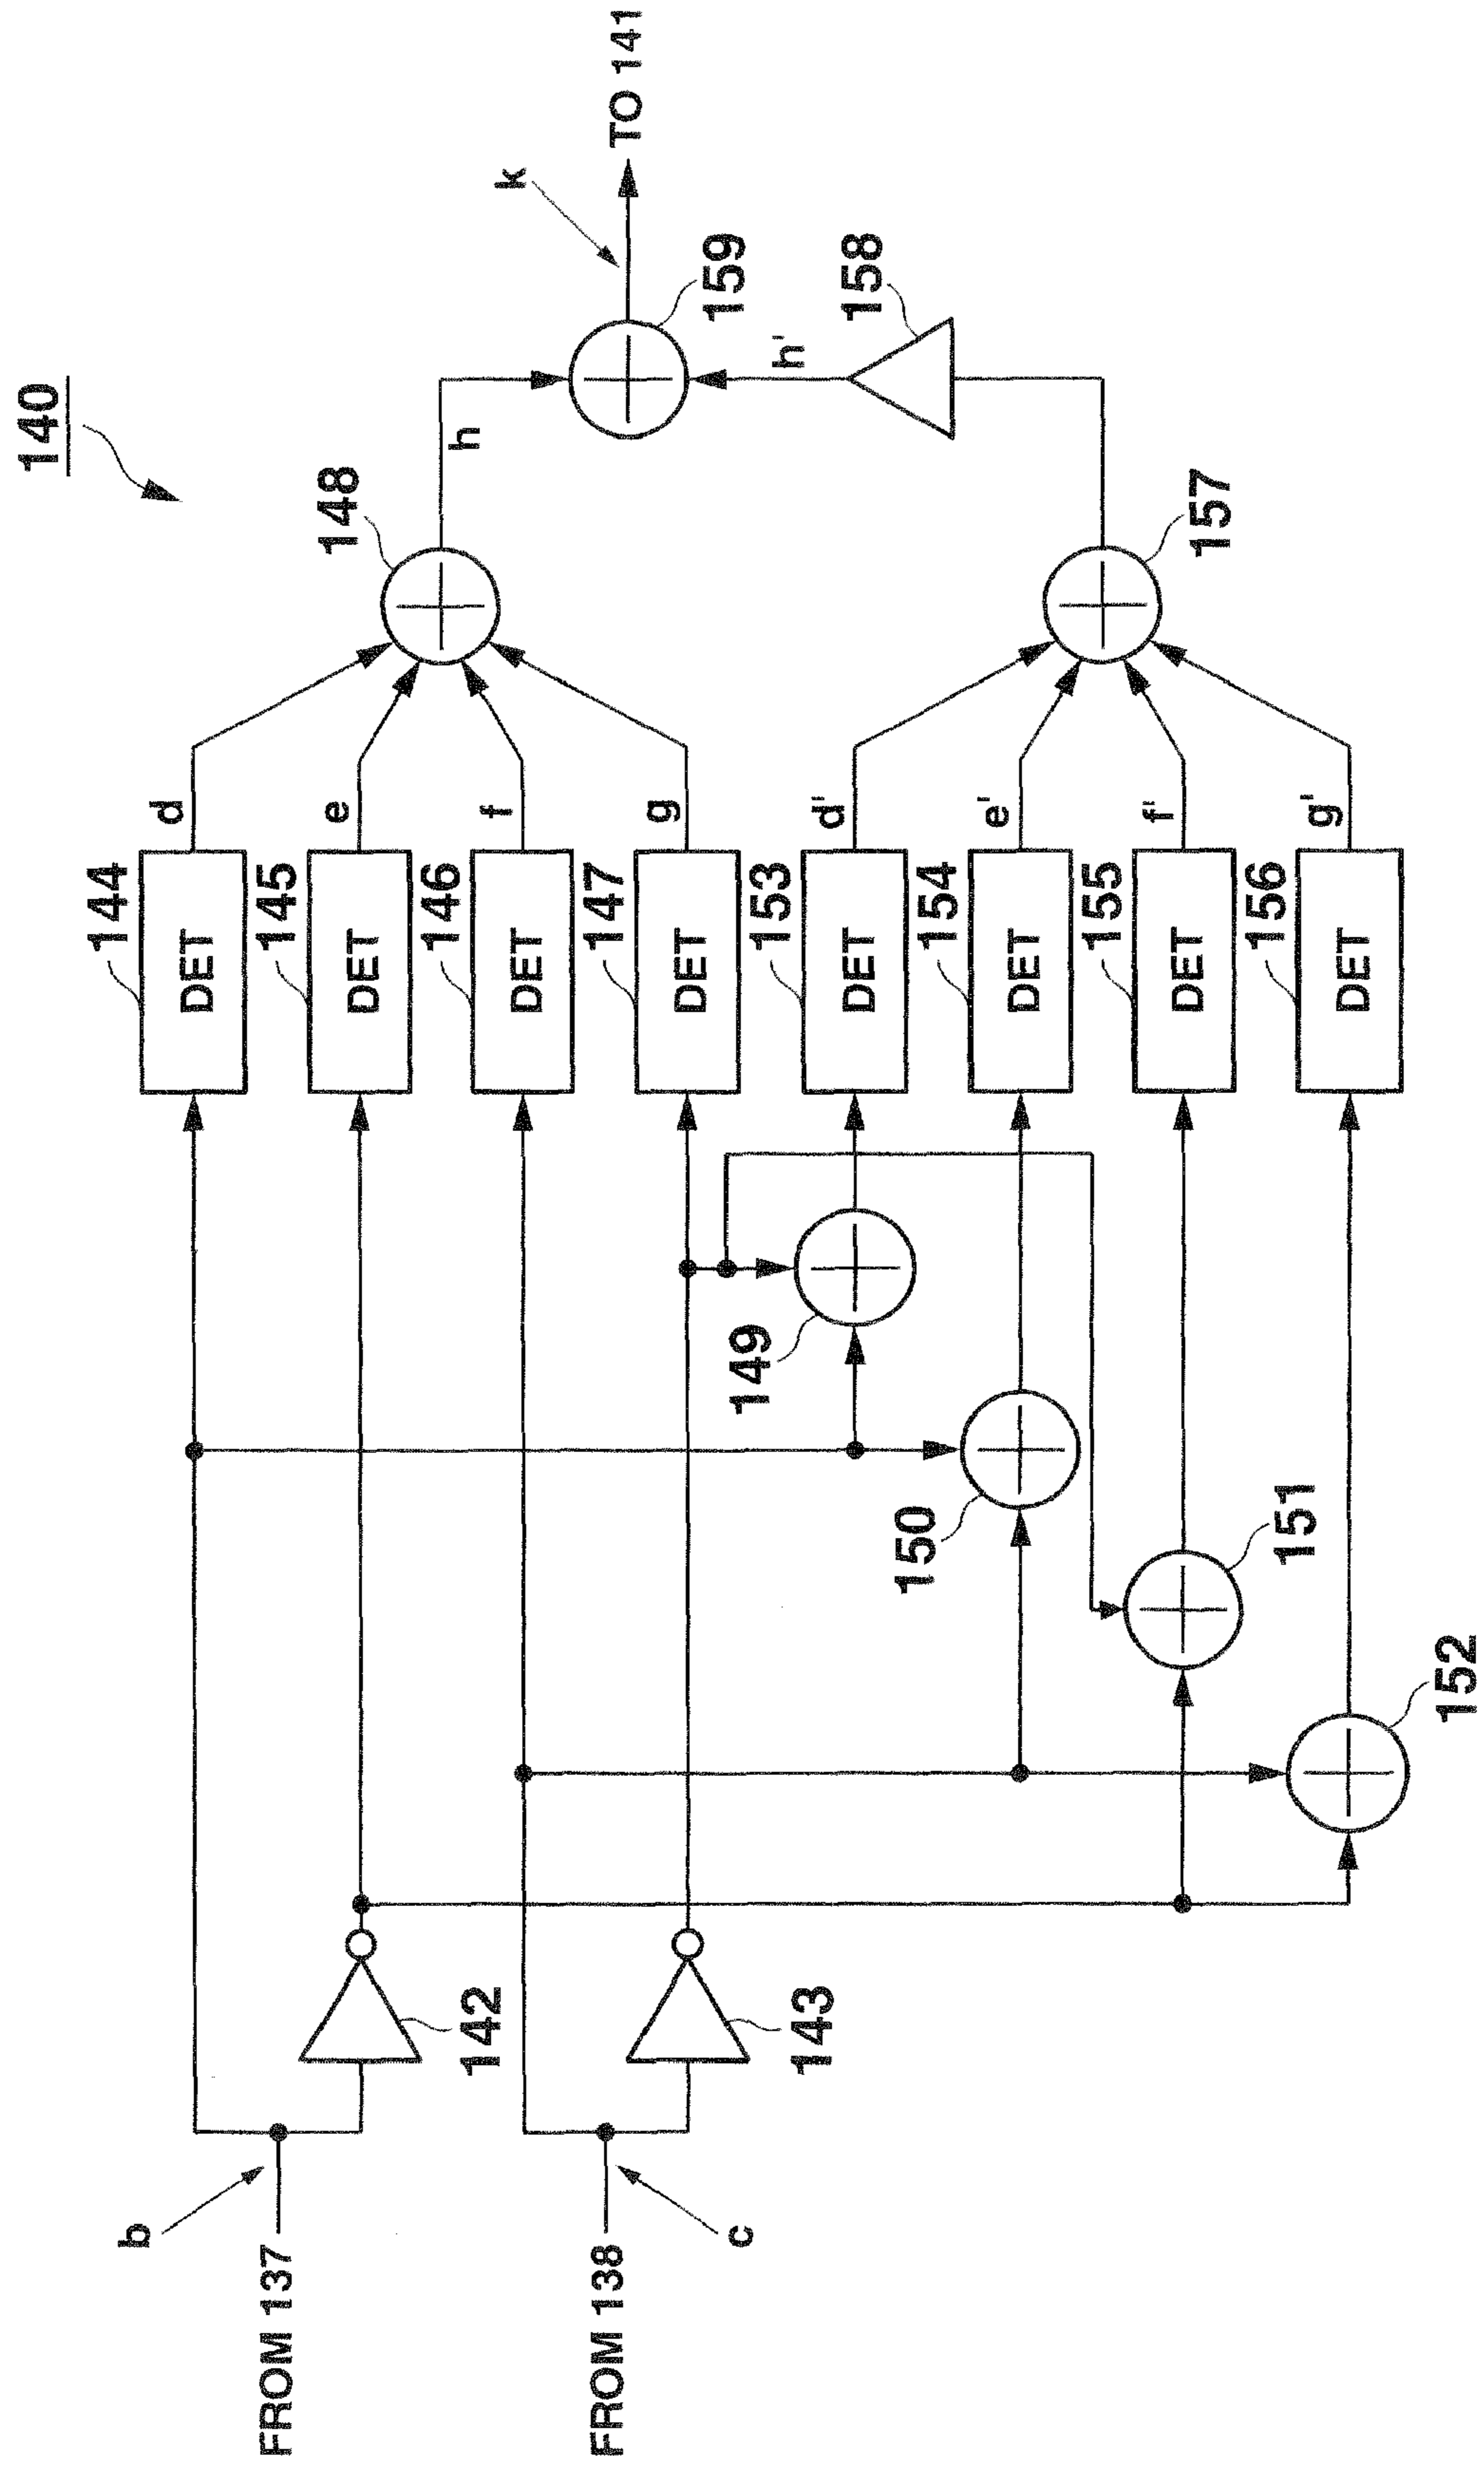 140
b
FROM 137
142
FROM 138
c
143
144
DET
d
145
DET
e
146
DET
f
147
DET
g
148
h
149
150
151
152
153
DET
d'
154
DET
e'
155
DET
f'
156
DET
g'
157
158
h'
159
k
TO 141